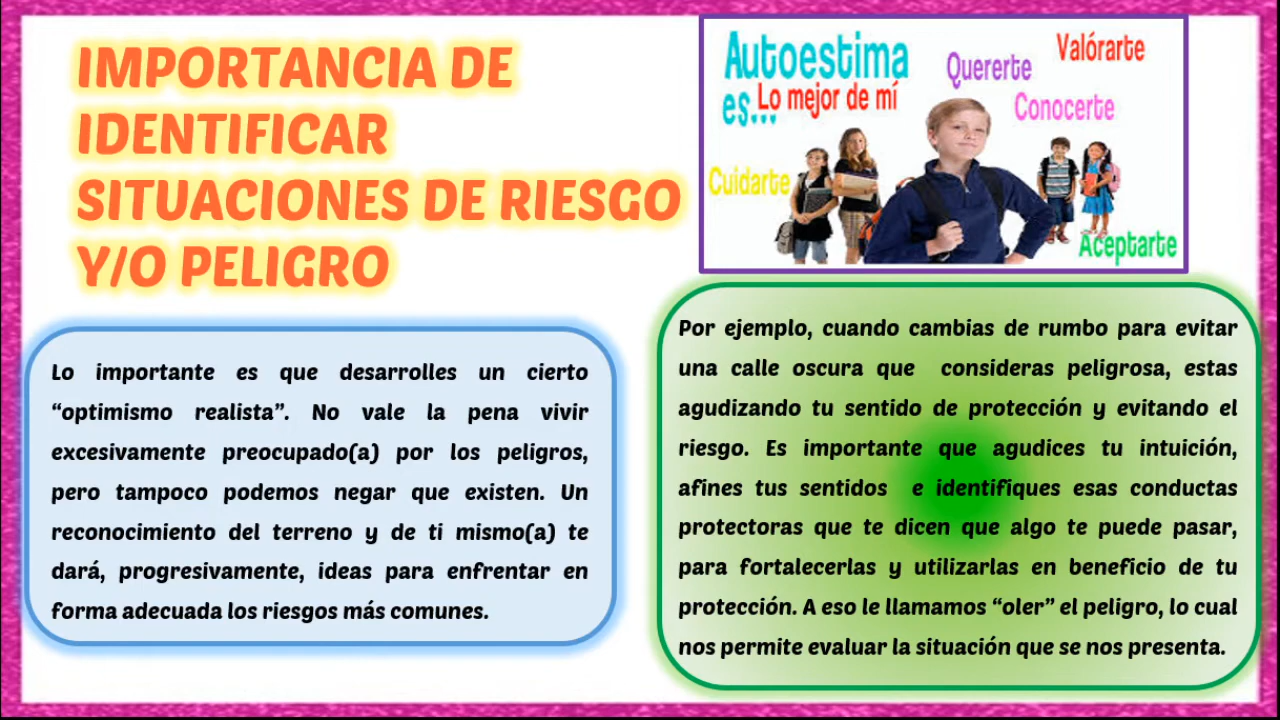 IMPORTANCIA DE
IDENTIFICAR
SITUACIONES DE RIESGO
Y/O PELIGRO
Autoestima
es... Lo mejor de mí
Quererte
Valórarte
Conocerte
Cuidarte
Aceptarte
Lo importante es que desarrolles un cierto
“optimismo realista”. No vale la pena vivir
excesivamente preocupado(a) por los peligros,
pero tampoco podemos negar que existen. Un
reconocimiento del terreno y de ti mismo(a) te
dará, progresivamente, ideas para enfrentar en
forma adecuada los riesgos más comunes.
Por ejemplo, cuando cambias de rumbo para evitar
una calle oscura que consideras peligrosa, estas
agudizando tu sentido de protección y evitando el
riesgo. Es importante que agudices tu intuición,
afines tus sentidos e identifiques esas conductas
protectoras que te dicen que algo te puede pasar,
para fortalecerlas y utilizarlas en beneficio de tu
protección. A eso le llamamos “oler” el peligro, lo cual
nos permite evaluar la situación que se nos presenta.